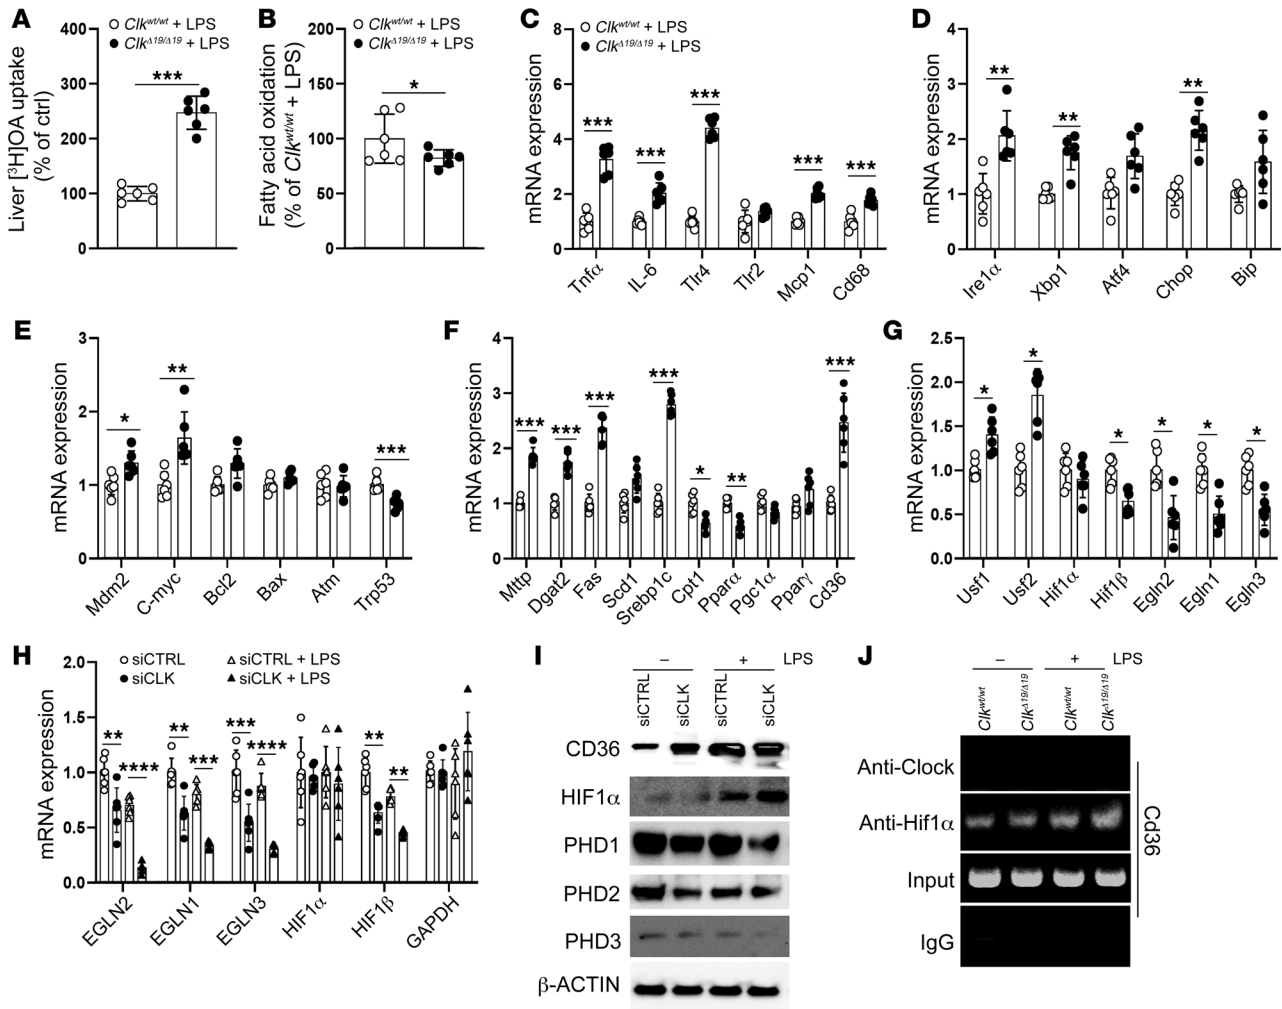 A
Liver [³H]OA uptake
(% of ctrl)
400
300
200
100
0
Clk^wt/wt + LPS
Clk^Δ19/Δ19 + LPS
***
B
Fatty acid oxidation
(% of Clk^wt/wt + LPS)
200
150
100
50
0
Clk^wt/wt + LPS
Clk^Δ19/Δ19 + LPS
*
C
mRNA expression
8
6
4
2
0
Clk^wt/wt + LPS
Clk^Δ19/Δ19 + LPS
*** *** *** *** ***
Tnfα IL-6 Tlr4 Tlr2 Mcp1 Cd68
D
mRNA expression
4
3
2
1
0
** ** **
Ire1α Xbp1 Atf4 Chop Bip
E
mRNA expression
3
2
1
0
* ** ***
Mdm2 C-myc Bcl2 Bax Atm Trp53
F
mRNA expression
4
3
2
1
0
*** *** *** *** * ** ***
Mttp Dgat2 Fas Scd1 Srebp1c Cpt1 Pparα Pgc1α Pparγ Cd36
G
mRNA expression
2.5
2.0
1.5
1.0
0.5
0.0
* * * * * *
Usf1 Usf2 Hif1α Hif1β Egln2 Egln1 Egln3
H
mRNA expression
2.0
1.5
1.0
0.5
0.0
siCTRL siCTRL + LPS
siCLK siCLK + LPS
** **** ** *** *** **** ** **
EGLN2 EGLN1 EGLN3 HIF1α HIF1β GAPDH
I
– + LPS
siCTRL siCLK siCTRL siCLK
CD36
HIF1α
PHD1
PHD2
PHD3
β-ACTIN
J
– + LPS
Clk^wt/wt Clk^Δ19/Δ19 Clk^wt/wt Clk^Δ19/Δ19
Anti-Clock
Anti-Hif1α
Input
IgG
Cd36